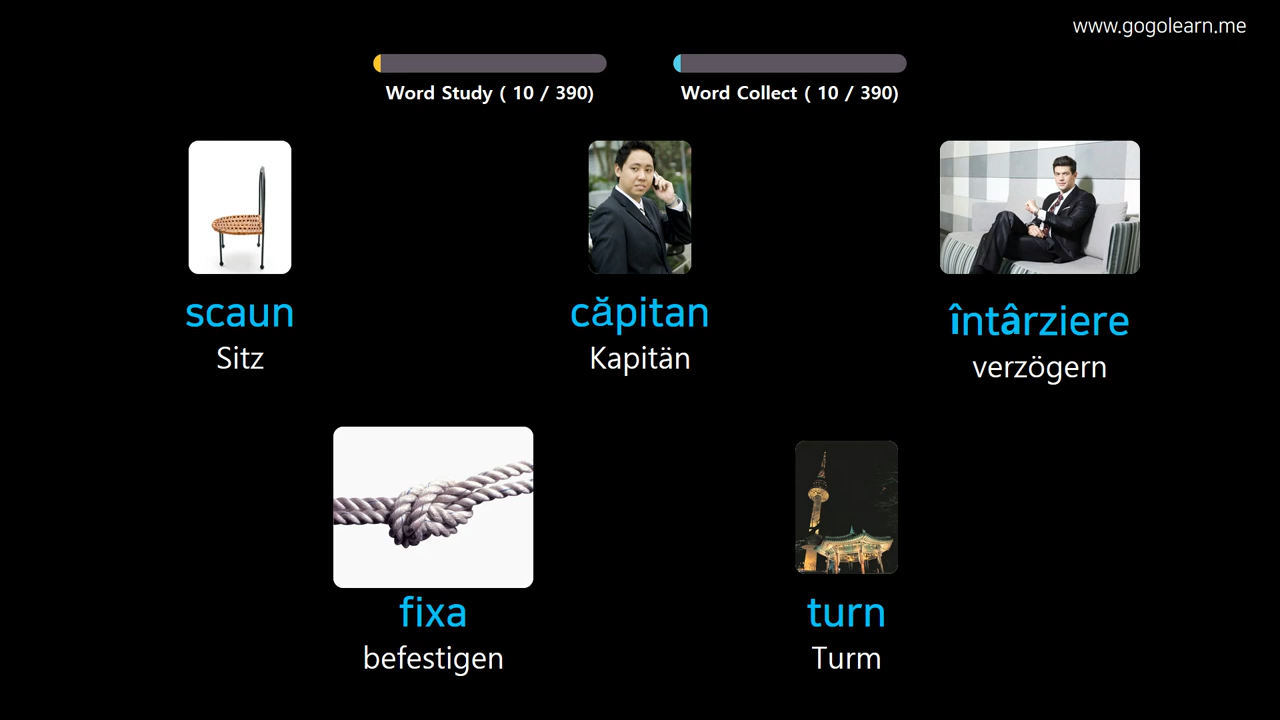 www.gogolearn.me
Word Study ( 10 / 390)
Word Collect ( 10 / 390)
scaun
Sitz
căpitan
Kapitän
întârziere
verzögern
fixa
befestigen
turn
Turm